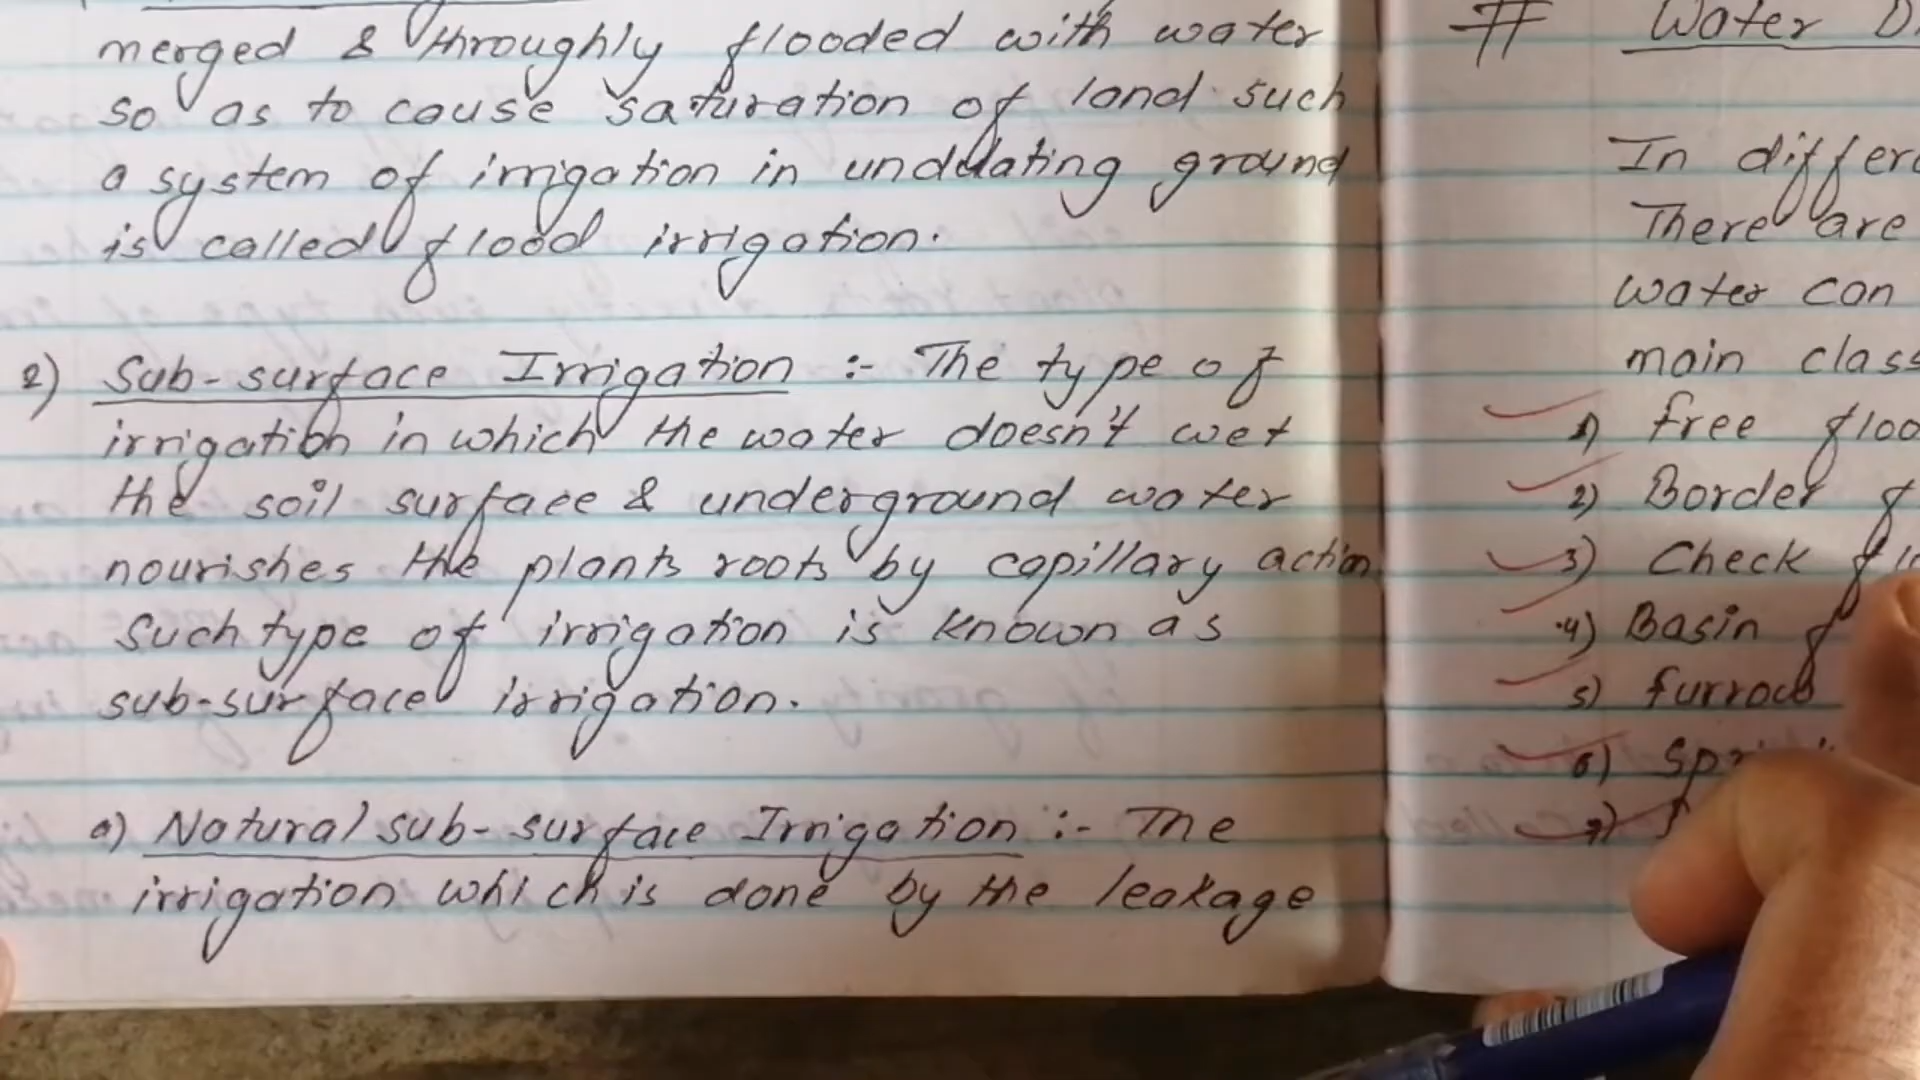 merged & throughly flooded with water
so as to cause saturation of land such
a system of irrigation in undulating ground
is called flood irrigation.
2) Sub-surface Irrigation :- The type of
irrigation in which the water doesn't wet
the soil surface & underground water
nourishes the plants roots by capillary action
Such type of irrigation is known as
sub-surface irrigation.
a) Natural sub-surface Irrigation :- The
irrigation which is done by the leakage
# Water
In
There are
water can
main
1) free
2) Border
3) Check
4) Basin
5) furrow
6)
7)